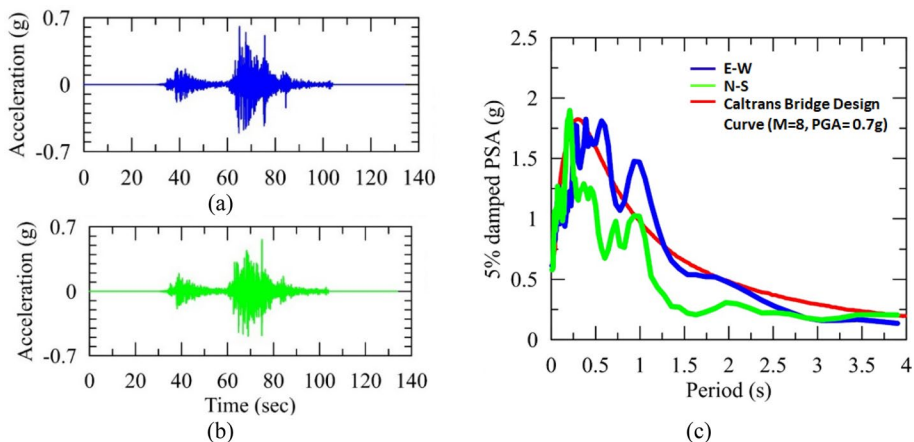 0.7
Acceleration (g)
0
-0.7
0 20 40 60 80 100 120 140
(a)
0.7
Acceleration (g)
0
-0.7
0 20 40 60 80 100 120 140
Time (sec)
(b)
2.5
2
1.5
1
0.5
0
5% damped PSA (g)
E-W
N-S
Caltrans Bridge Design
Curve (M=8, PGA= 0.7g)
0 0.5 1 1.5 2 2.5 3 3.5 4
Period (s)
(c)